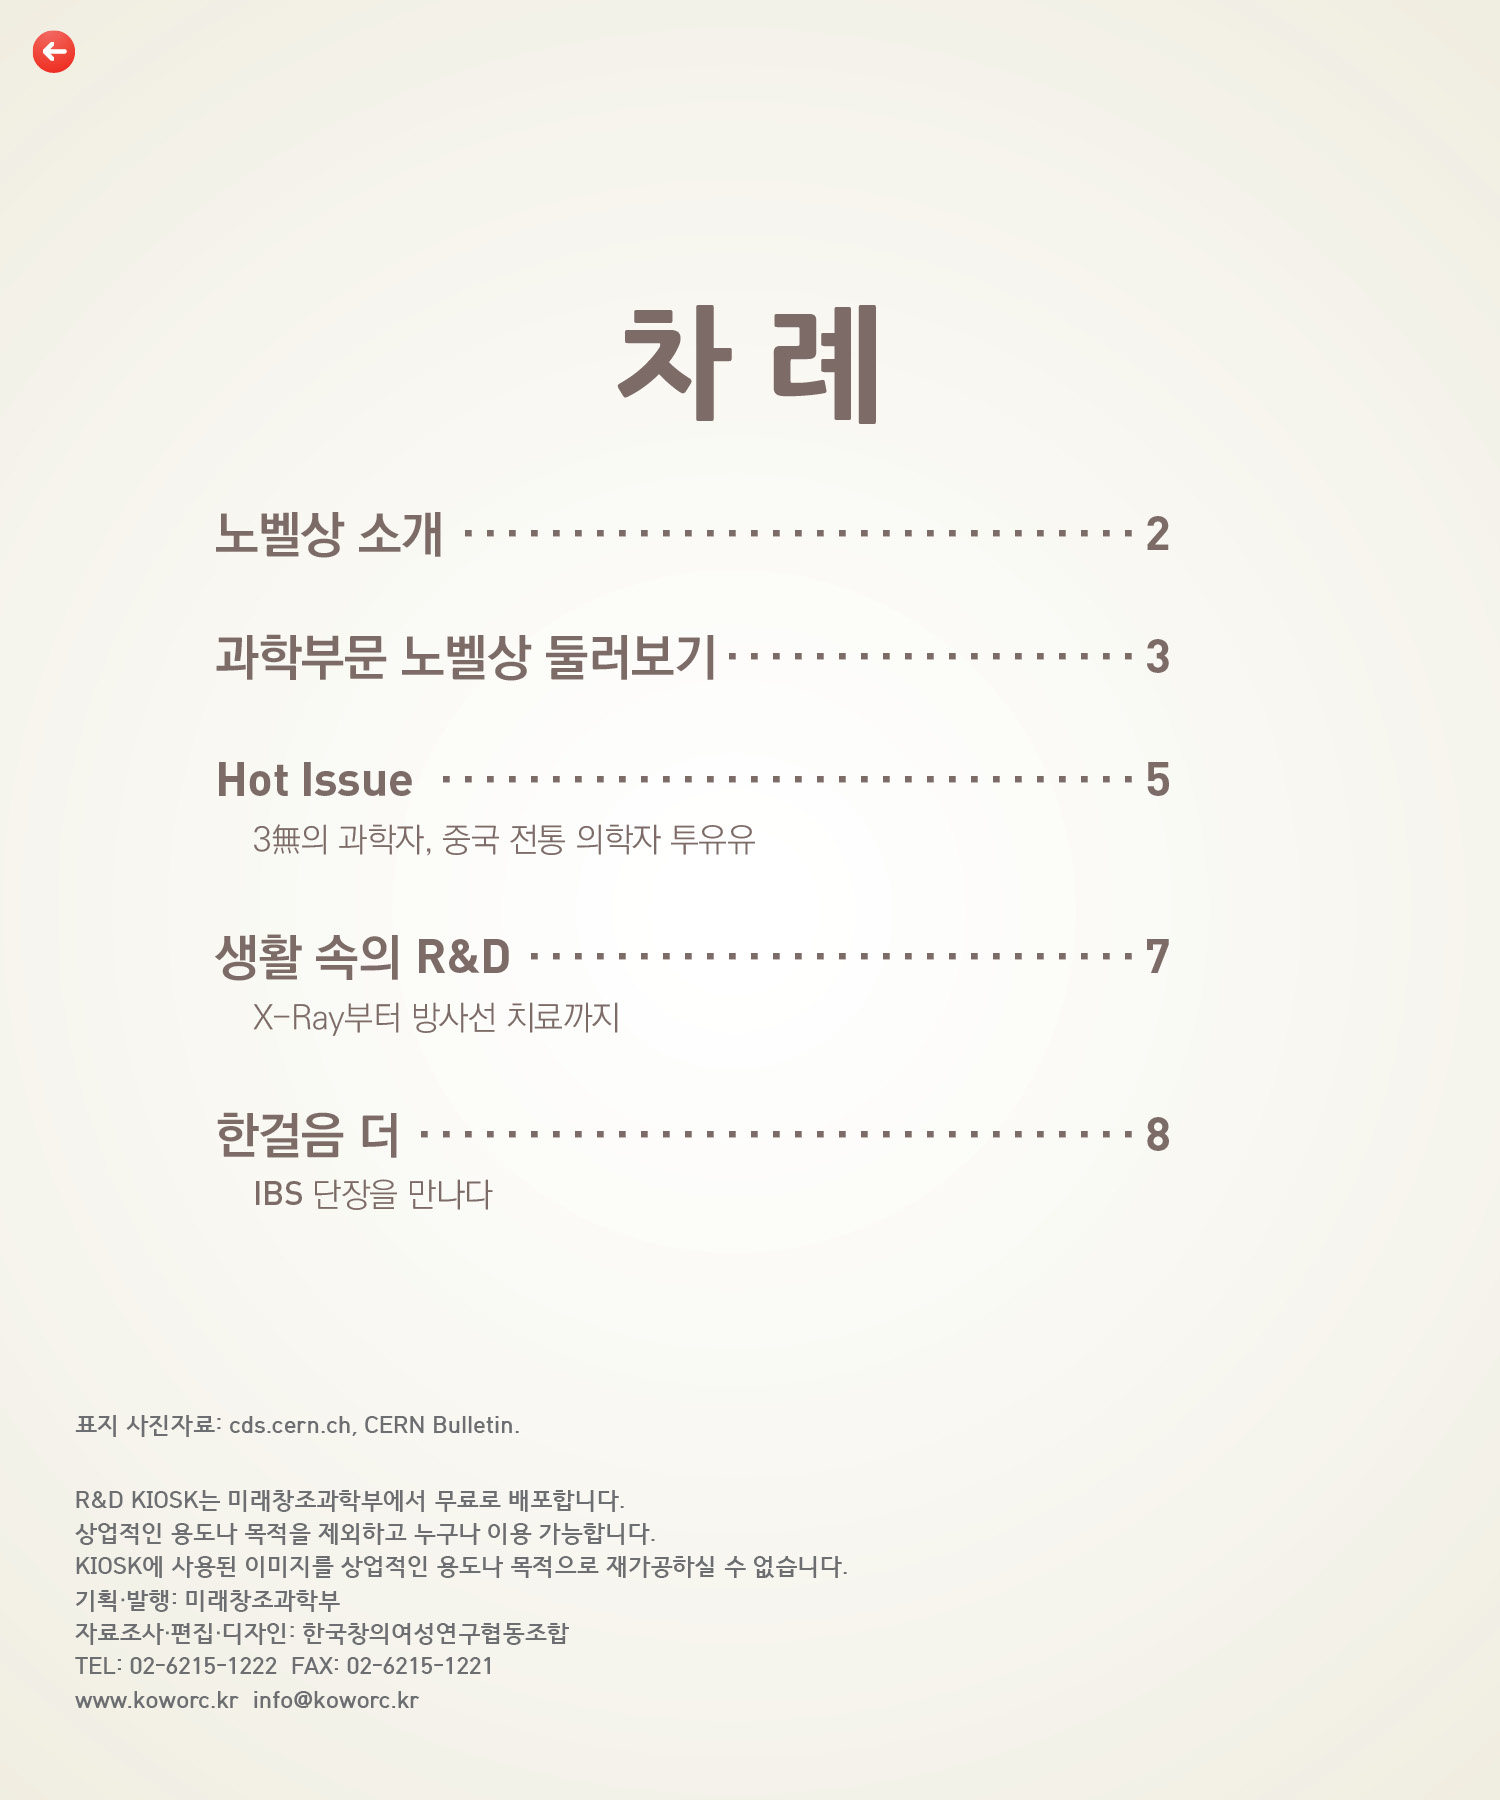 차 례
노벨상 소개 ······························· 2
과학부문 노벨상 둘러보기 ··················· 3
Hot Issue ································ 5
3無의 과학자, 중국 전통 의학자 투유유
생활 속의 R&D ···························· 7
X-Ray부터 방사선 치료까지
한걸음 더 ································· 8
IBS 단장을 만나다
표지 사진자료: cds.cern.ch, CERN Bulletin.
R&D KIOSK는 미래창조과학부에서 무료로 배포합니다.
상업적인 용도나 목적을 제외하고 누구나 이용 가능합니다.
KIOSK에 사용된 이미지를 상업적인 용도나 목적으로 재가공하실 수 없습니다.
기획·발행: 미래창조과학부
자료조사·편집·디자인: 한국창의여성연구협동조합
TEL: 02-6215-1222 FAX: 02-6215-1221
www.koworc.kr info@koworc.kr